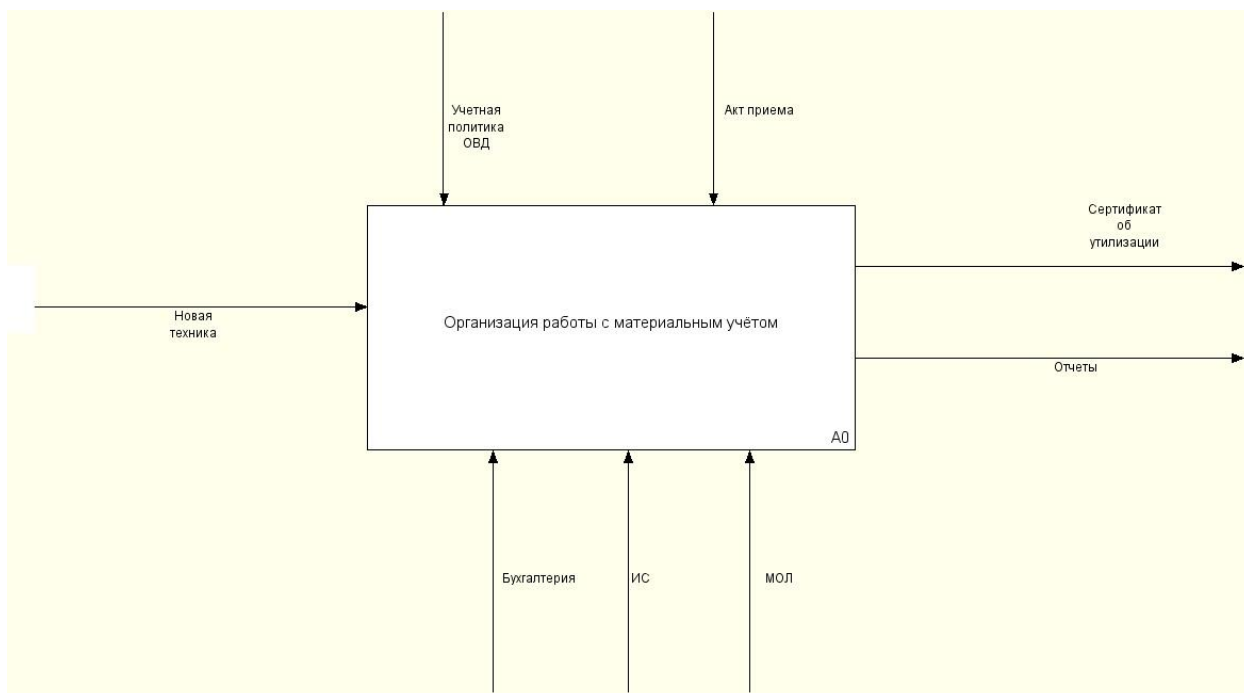 Учетная
политика
ОВД
Акт приема
Сертификат
об
утилизации
Новая
техника
Организация работы с материальным учётом
Отчеты
A0
Бухгалтерия
ИС
МОЛ